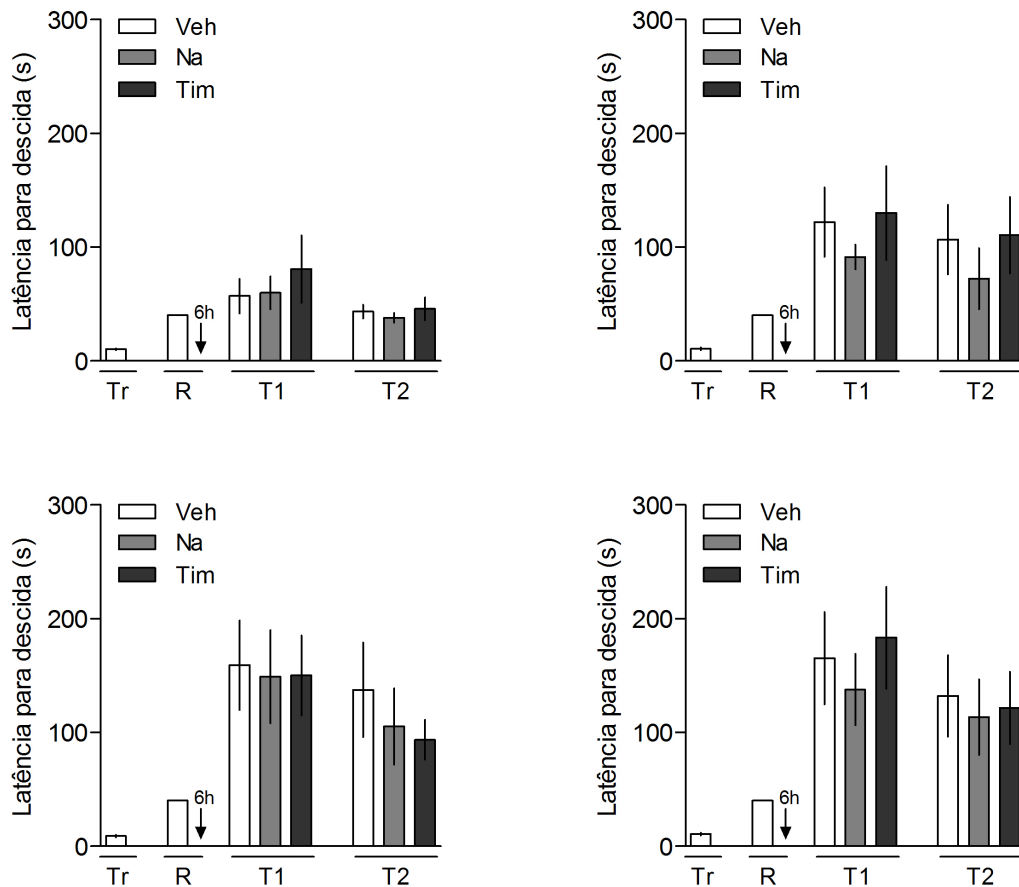 Latência para descida (s)
300
200
100
0
Veh
Na
Tim
6h
Tr R T1 T2
Latência para descida (s)
300
200
100
0
Veh
Na
Tim
6h
Tr R T1 T2
Latência para descida (s)
300
200
100
0
Veh
Na
Tim
6h
Tr R T1 T2
Latência para descida (s)
300
200
100
0
Veh
Na
Tim
6h
Tr R T1 T2